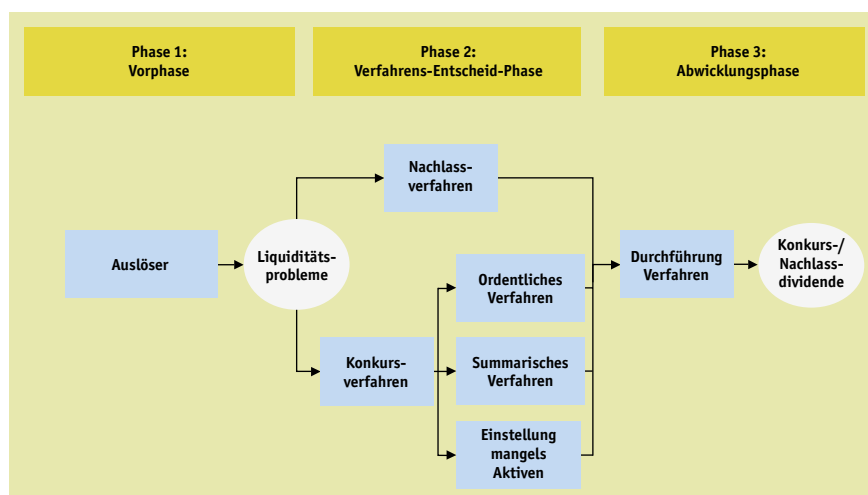 Phase 1:
Vorphase
Phase 2:
Verfahrens-Entscheid-Phase
Phase 3:
Abwicklungsphase
Nachlass-
verfahren
Auslöser
Liquiditäts-
probleme
Ordentliches
Verfahren
Durchführung
Verfahren
Konkurs-/
Nachlass-
dividende
Konkurs-
verfahren
Summarisches
Verfahren
Einstellung
mangels
Aktiven